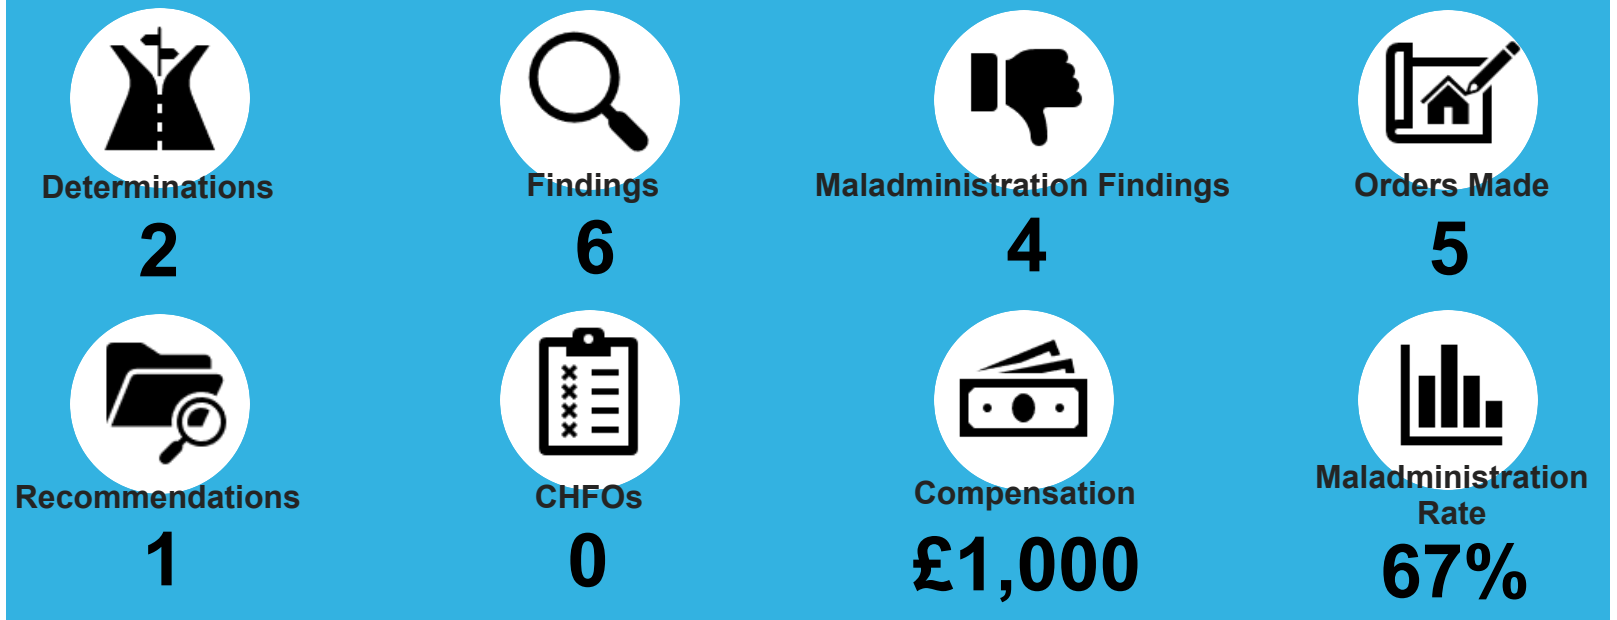 Determinations
2
Findings
6
Maladministration Findings
4
Orders Made
5
Recommendations
1
CHFOs
0
Compensation
£1,000
Maladministration
Rate
67%